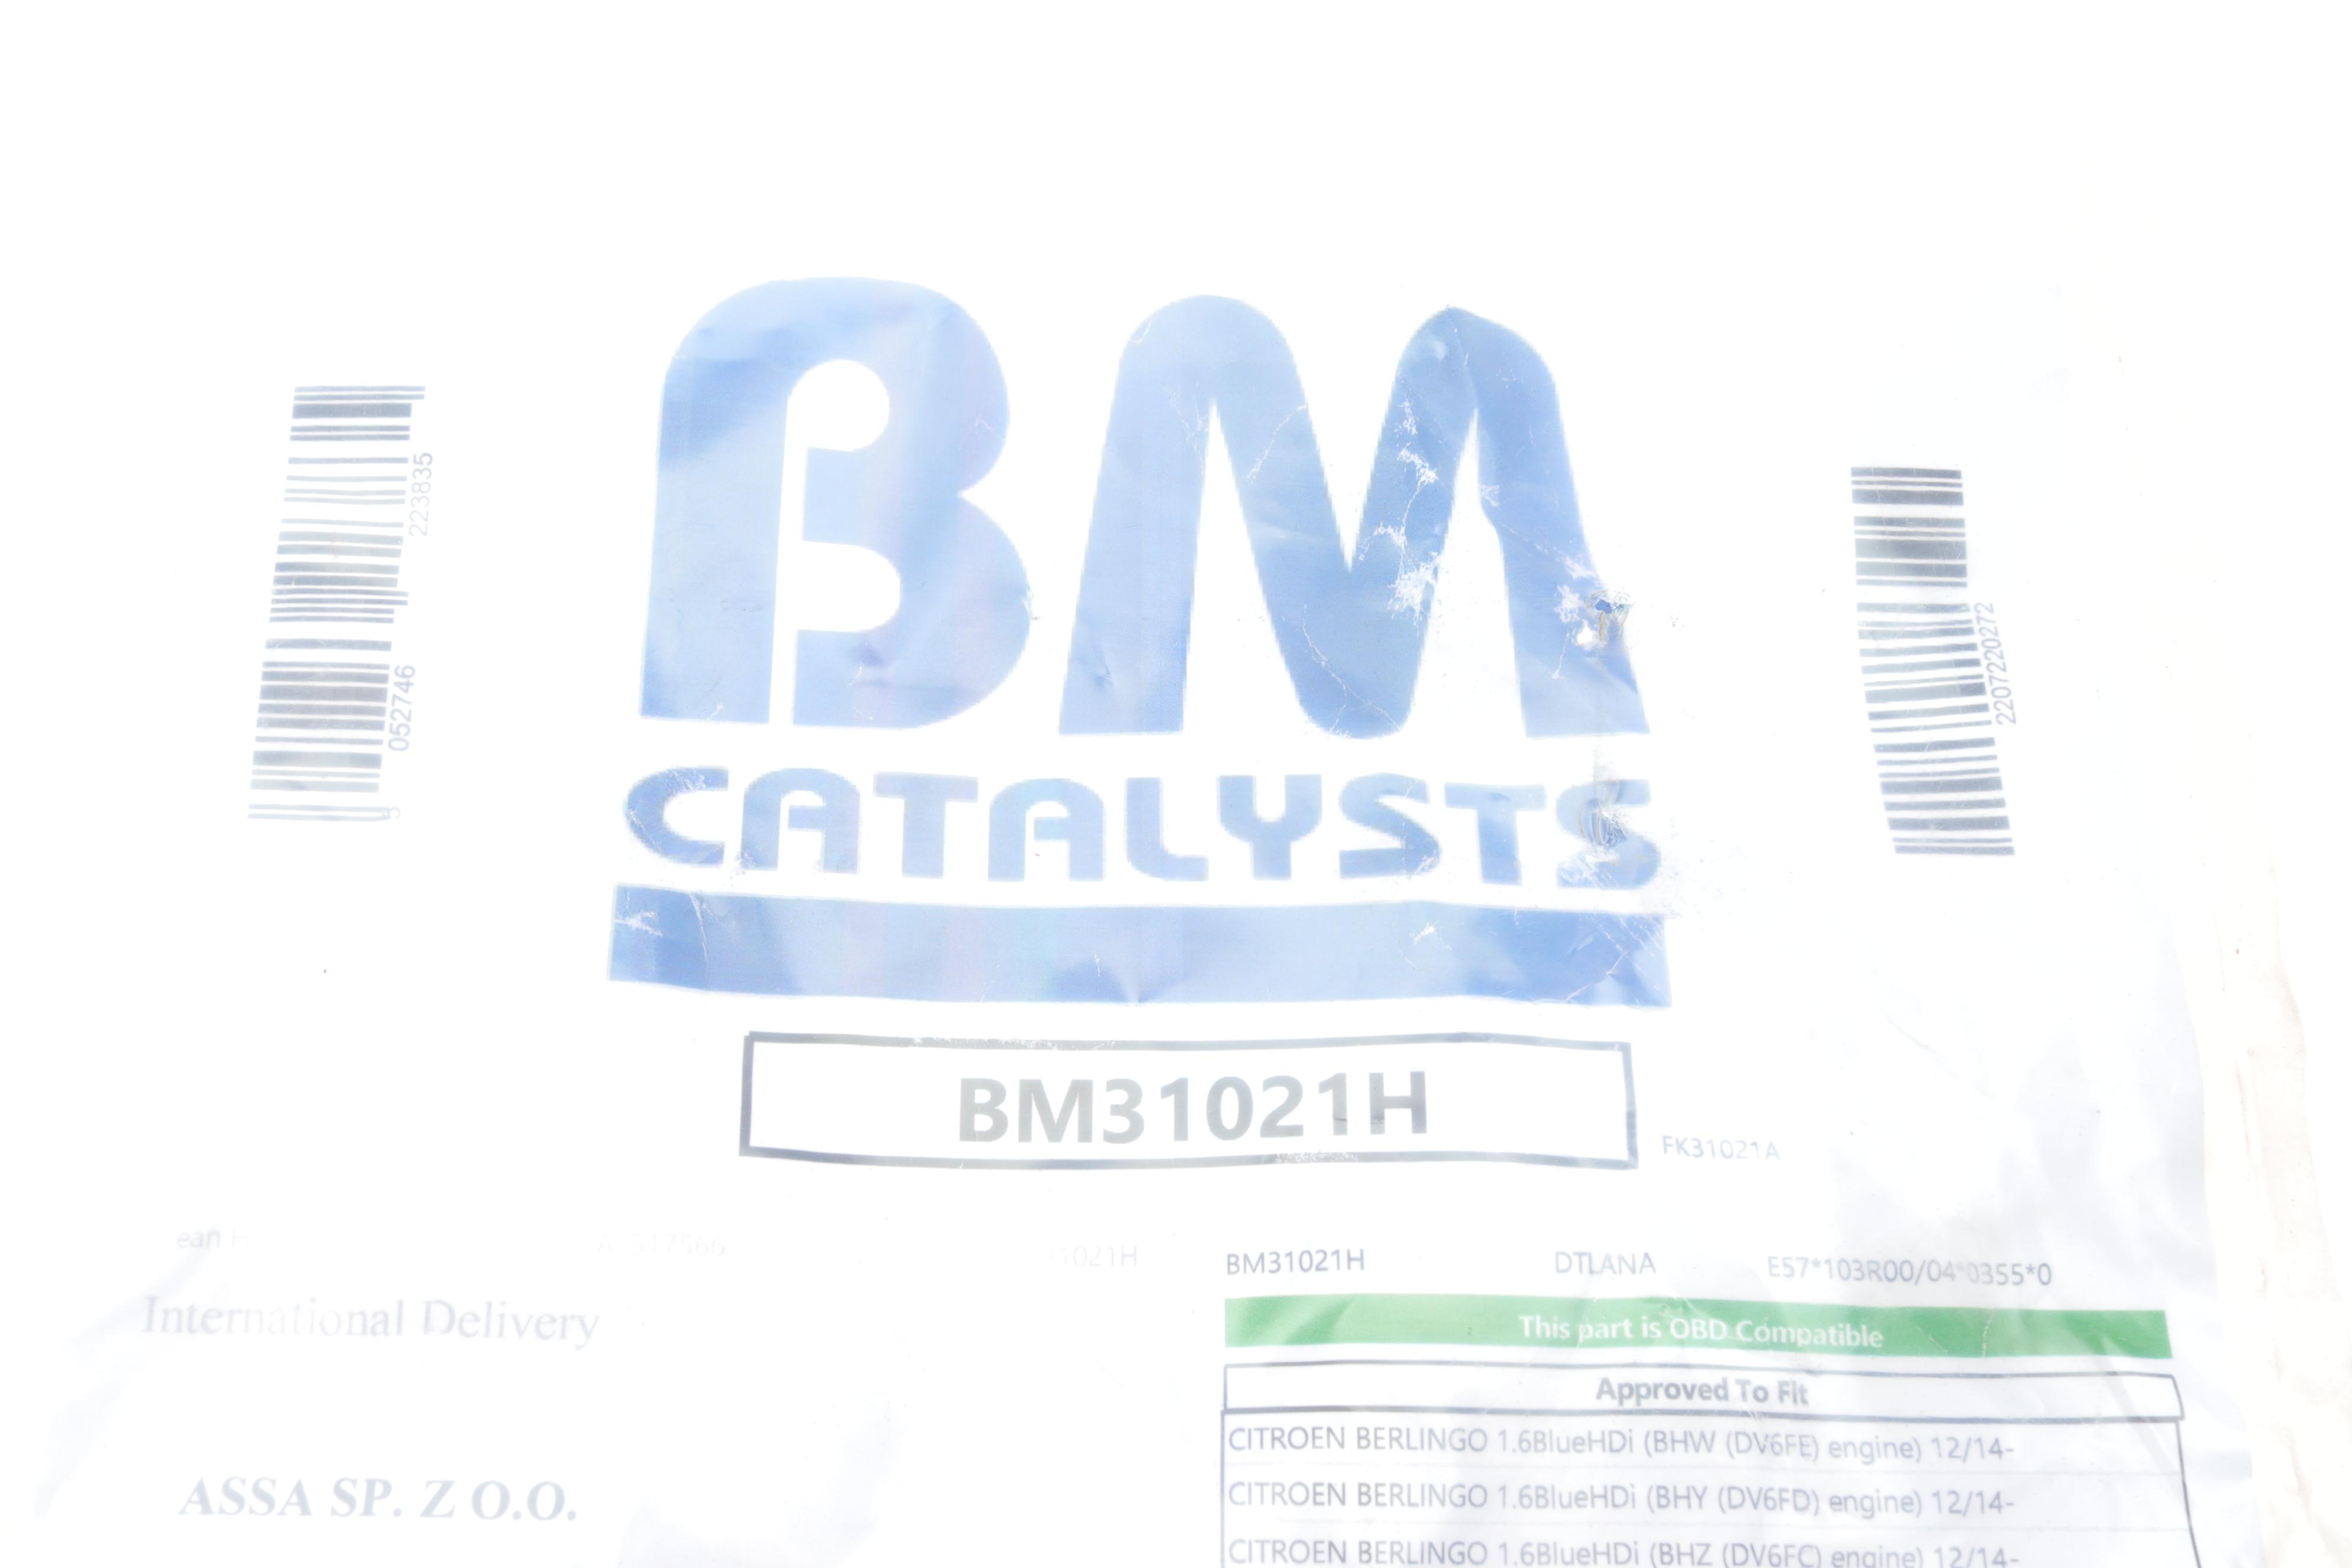 BM
CATALYSTS
5 052746 223835
2207220272
BM31021H
FK31021A
BM31021H DTLANA E57*103R00/04*0355*0
This part is OBD Compatible
Approved To Fit
CITROEN BERLINGO 1.6BlueHDi (BHW (DV6FE) engine) 12/14-
CITROEN BERLINGO 1.6BlueHDi (BHY (DV6FD) engine) 12/14-
CITROEN BERLINGO 1.6BlueHDi (BHZ (DV6FC) engine) 12/14-
International Delivery
ASSA SP. Z O.O.